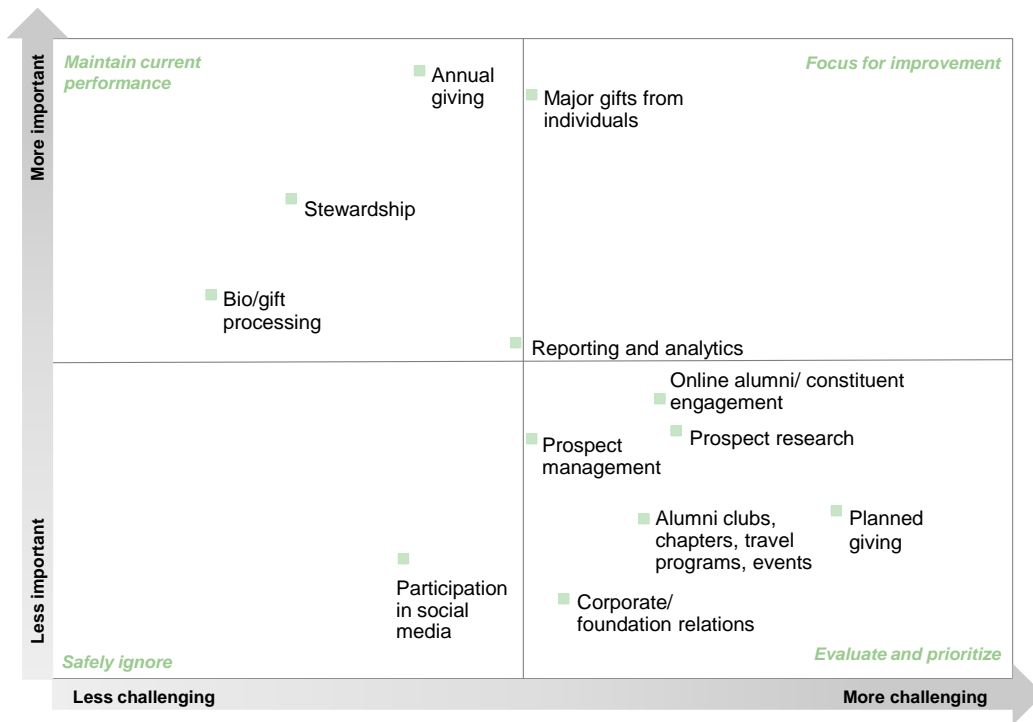 More important
Less important
Maintain current
performance
Focus for improvement
Annual
giving
Major gifts from
individuals
Stewardship
Bio/gift
processing
Reporting and analytics
Online alumni/ constituent
engagement
Prospect research
Prospect
management
Alumni clubs,
chapters, travel
programs, events
Planned
giving
Participation
in social
media
Corporate/
foundation relations
Safely ignore
Evaluate and prioritize
Less challenging
More challenging